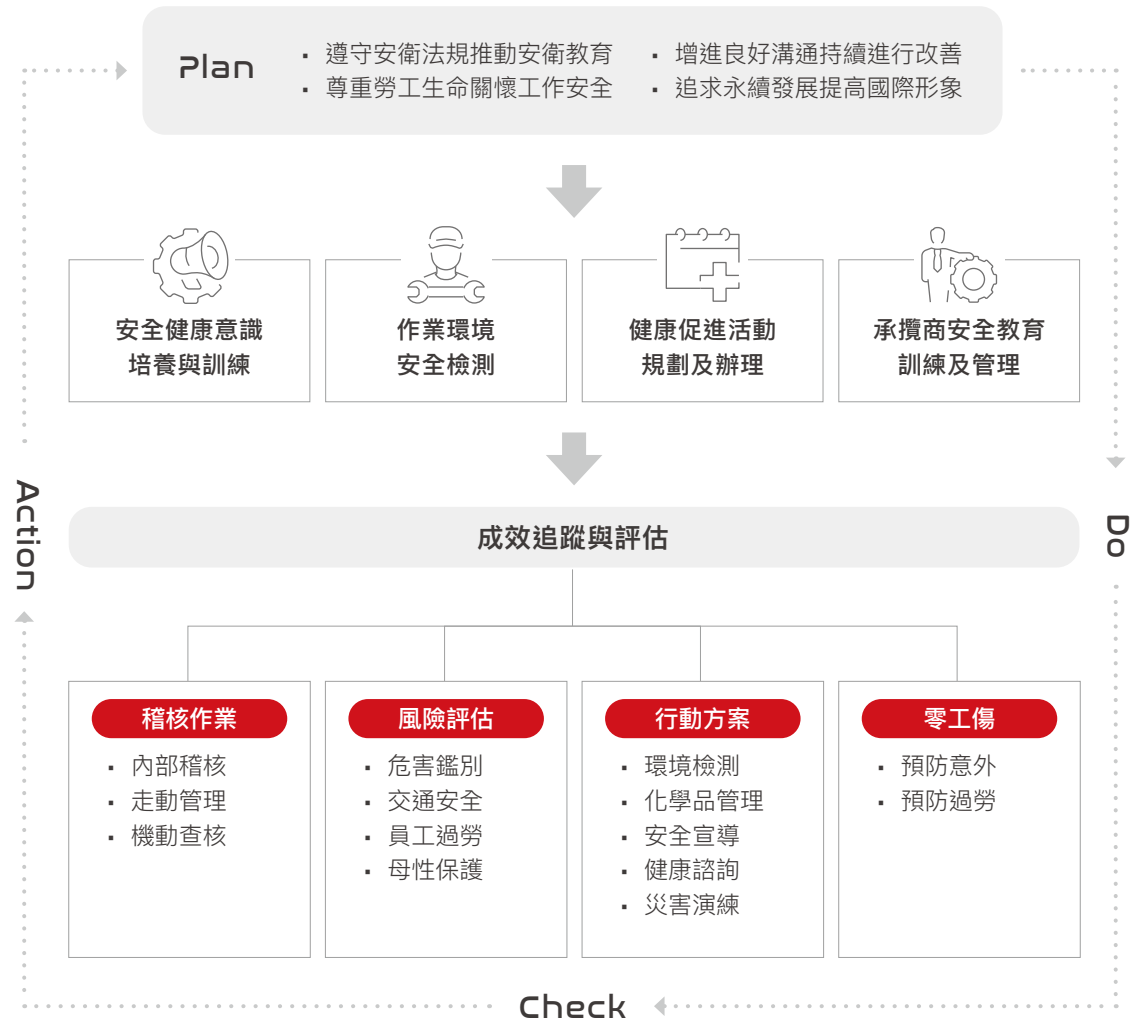 Plan
遵守安衛法規推動安衛教育
尊重勞工生命關懷工作安全
增進良好溝通持續進行改善
追求永續發展提高國際形象
安全健康意識
培養與訓練
作業環境
安全檢測
健康促進活動
規劃及辦理
承攬商安全教育
訓練及管理
Action
Do
成效追蹤與評估
稽核作業
內部稽核
走動管理
機動查核
風險評估
危害鑑別
交通安全
員工過勞
母性保護
行動方案
環境檢測
化學品管理
安全宣導
健康諮詢
災害演練
零工傷
預防意外
預防過勞
Check